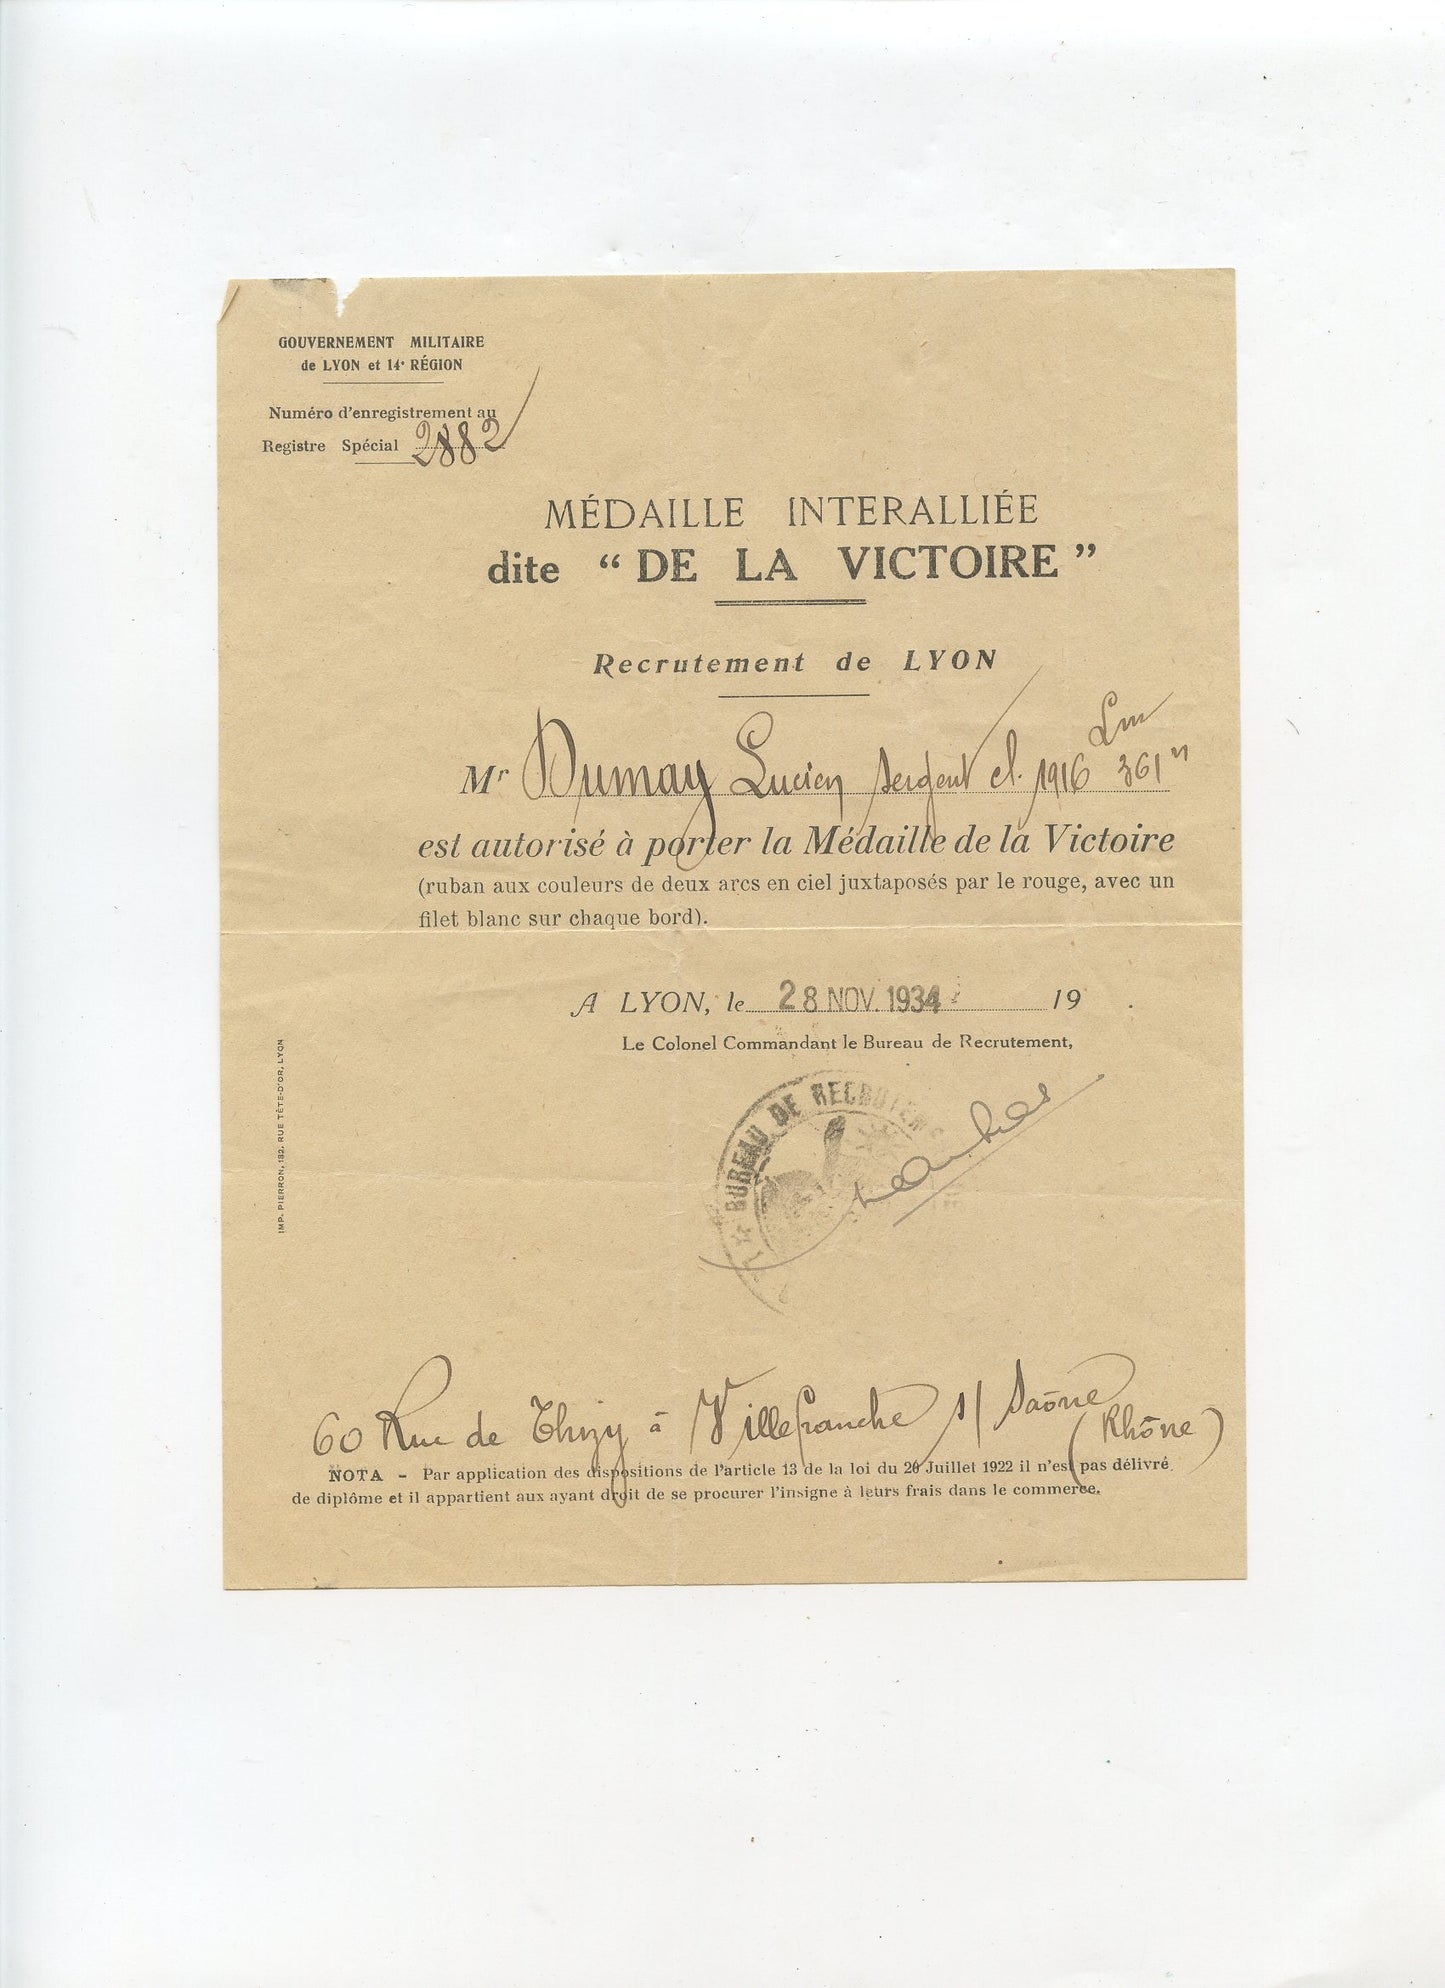 GOUVERNEMENT MILITAIRE
de LYON et 14e RÉGION
Numéro d'enregistrement au
Registre Spécial 2882
MÉDAILLE INTERALLIÉE
dite “ DE LA VICTOIRE ”
Recrutement de LYON
Mr Dumay Lucien sergent cl. 1916 Lm 361
est autorisé à porter la Médaille de la Victoire
(ruban aux couleurs de deux arcs en ciel juxtaposés par le rouge, avec un
filet blanc sur chaque bord).
A LYON, le 28 NOV. 1934 19 .
Le Colonel Commandant le Bureau de Recrutement,
BUREAU DE RECRUTEM
IMP. PIERRON, 132, RUE TÊTE-D'OR, LYON
60 Rue de Thizy à Villefranche s/ Saône
(Rhône)
NOTA - Par application des dispositions de l'article 13 de la loi du 20 Juillet 1922 il n'est pas délivré
de diplôme et il appartient aux ayant droit de se procurer l'insigne à leurs frais dans le commerce.